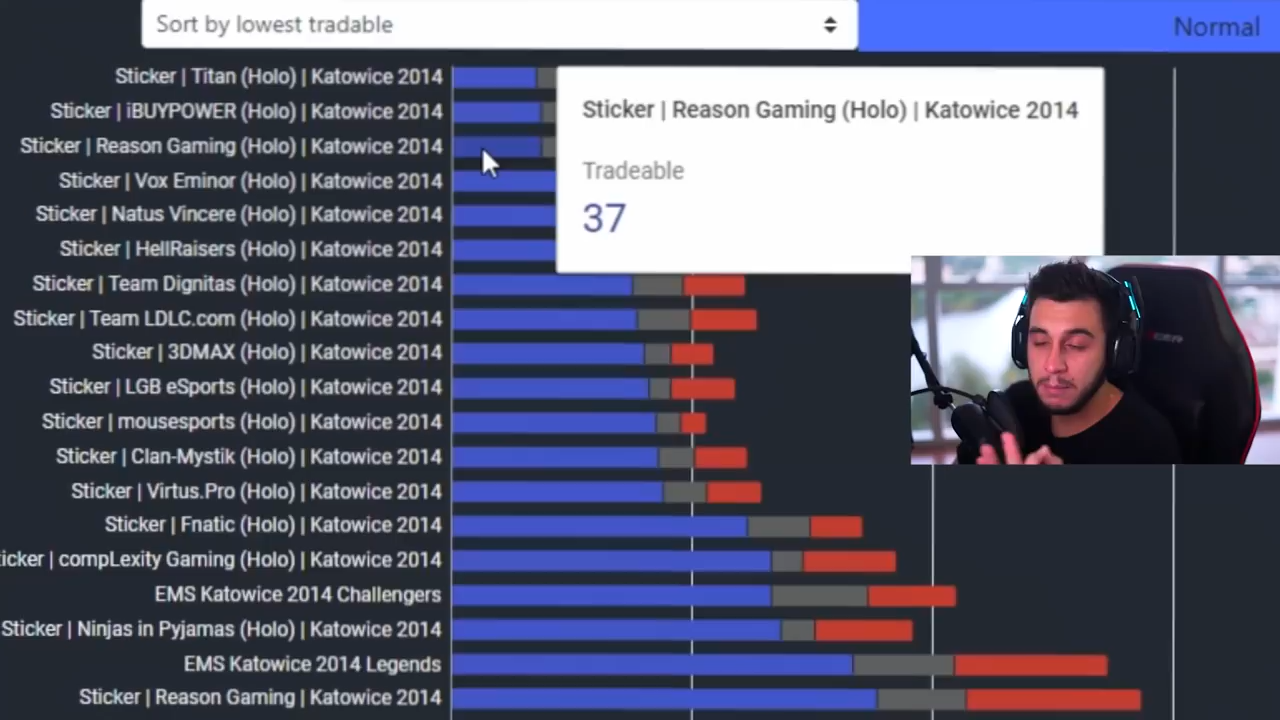 Sort by lowest tradable
Normal
Sticker | Titan (Holo) | Katowice 2014
Sticker | iBUYPOWER (Holo) | Katowice 2014
Sticker | Reason Gaming (Holo) | Katowice 2014
Sticker | Vox Eminor (Holo) | Katowice 2014
Sticker | Natus Vincere (Holo) | Katowice 2014
Sticker | HellRaisers (Holo) | Katowice 2014
Sticker | Team Dignitas (Holo) | Katowice 2014
Sticker | Team LDLC.com (Holo) | Katowice 2014
Sticker | 3DMAX (Holo) | Katowice 2014
Sticker | LGB eSports (Holo) | Katowice 2014
Sticker | mousesports (Holo) | Katowice 2014
Sticker | Clan-Mystik (Holo) | Katowice 2014
Sticker | Virtus.Pro (Holo) | Katowice 2014
Sticker | Fnatic (Holo) | Katowice 2014
ticker | compLexity Gaming (Holo) | Katowice 2014
EMS Katowice 2014 Challengers
Sticker | Ninjas in Pyjamas (Holo) | Katowice 2014
EMS Katowice 2014 Legends
Sticker | Reason Gaming | Katowice 2014
Sticker | Reason Gaming (Holo) | Katowice 2014
Tradeable
37